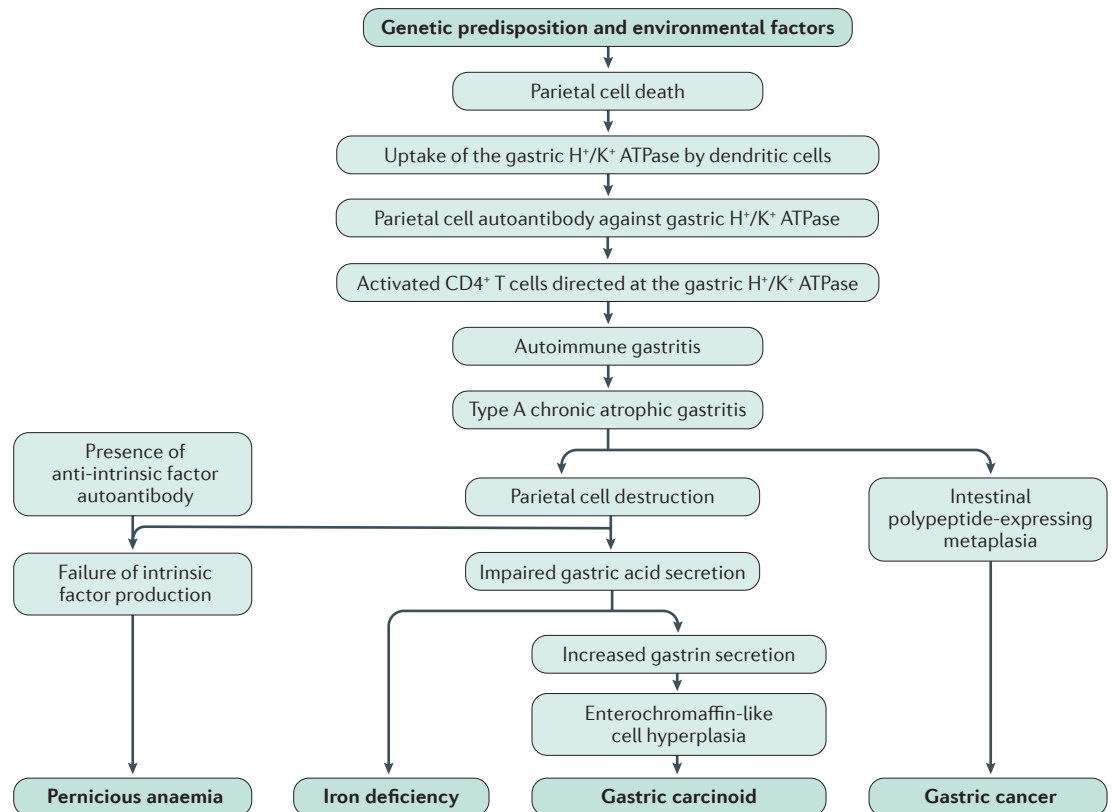 Genetic predisposition and environmental factors
Parietal cell death
Uptake of the gastric H⁺/K⁺ ATPase by dendritic cells
Parietal cell autoantibody against gastric H⁺/K⁺ ATPase
Activated CD4⁺ T cells directed at the gastric H⁺/K⁺ ATPase
Autoimmune gastritis
Type A chronic atrophic gastritis
Presence of
anti-intrinsic factor
autoantibody
Parietal cell destruction
Intestinal
polypeptide-expressing
metaplasia
Failure of intrinsic
factor production
Impaired gastric acid secretion
Increased gastrin secretion
Enterochromaffin-like
cell hyperplasia
Pernicious anaemia
Iron deficiency
Gastric carcinoid
Gastric cancer